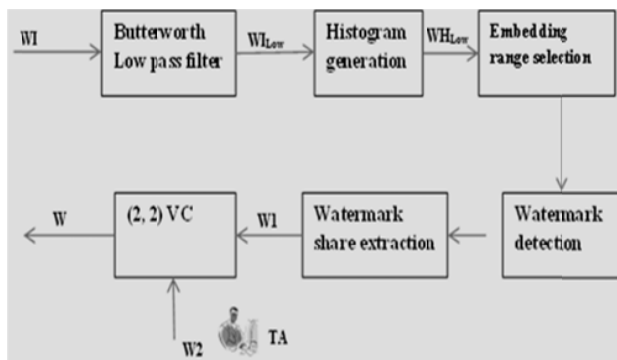 WI
Butterworth
Low pass filter
WI_Low
Histogram
generation
WH_Low
Embedding
range selection
W
(2, 2) VC
W1
Watermark
share extraction
Watermark
detection
W2
TA